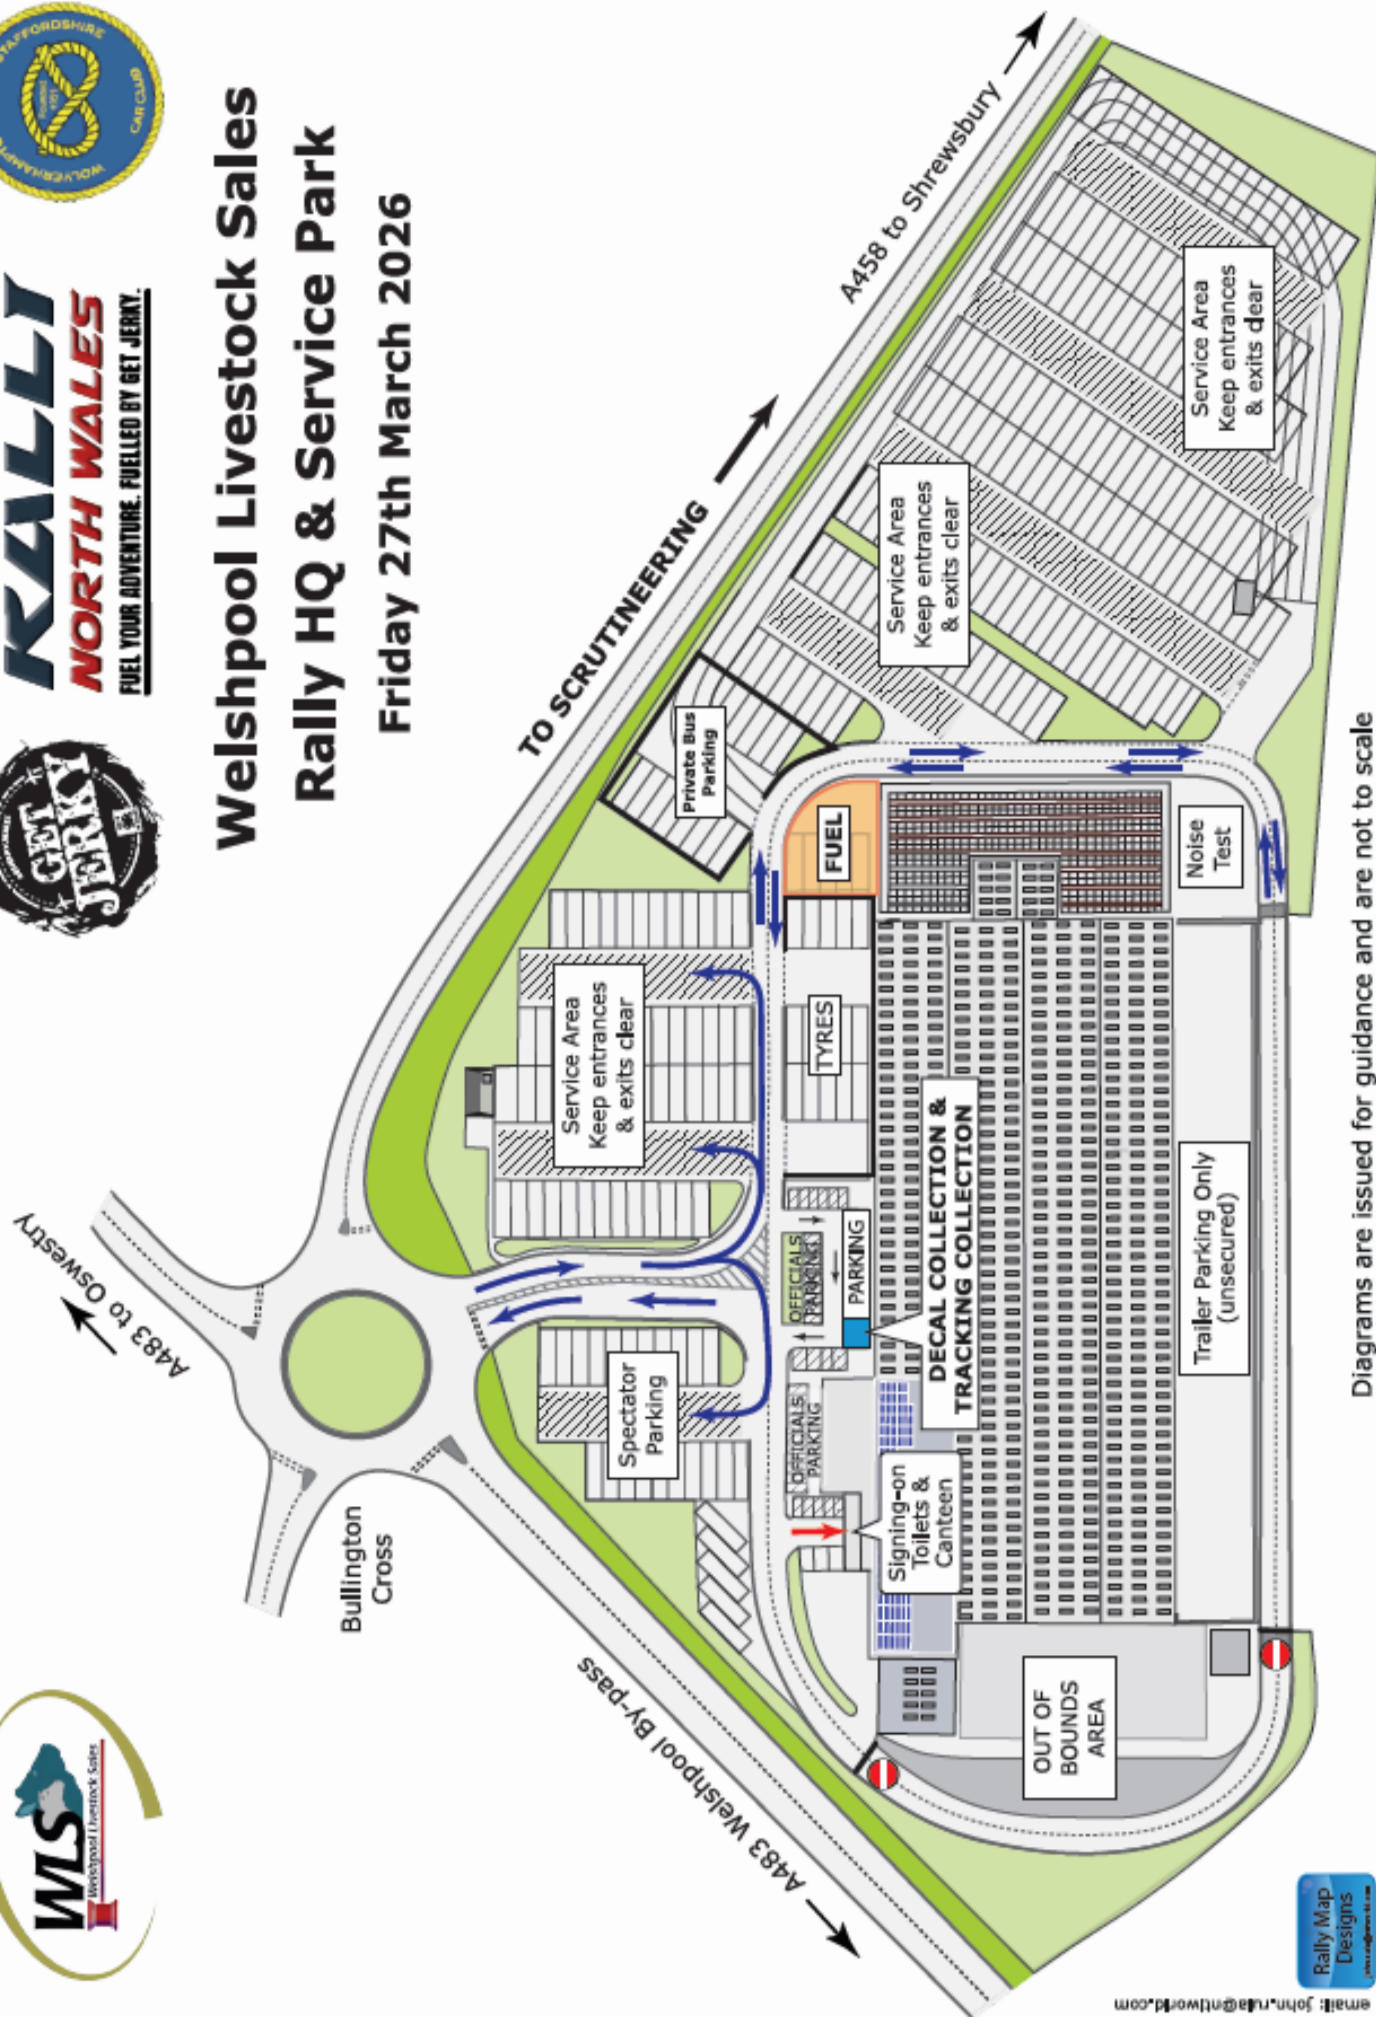 WLS
Welshpool Livestock Sales
GET
JERKY
RALLI
NORTH WALES
FUEL YOUR ADVENTURE. FUELLED BY GET JERKY.
STAFFORDSHIRE
CAR CLUB
Welshpool Livestock Sales
Rally HQ & Service Park
Friday 27th March 2026
A483 to Oswestry
Bullington
Cross
A483 Welshpool By-pass
TO SCRUTINEERING
A458 to Shrewsbury
Spectator
Parking
Service Area
Keep entrances
& exits clear
Private Bus
Parking
Service Area
Keep entrances
& exits clear
Service Area
Keep entrances
& exits clear
OFFICIALS
PARKING
OFFICIALS
PARKING
PARKING
TYRES
FUEL
Signing-on
Toilets &
Canteen
DECAL COLLECTION &
TRACKING COLLECTION
Noise
Test
OUT OF
BOUNDS
AREA
Trailer Parking Only
(unsecured)
Rally Map
Designs
email: john.rula@ntlworld.com
Diagrams are issued for guidance and are not to scale